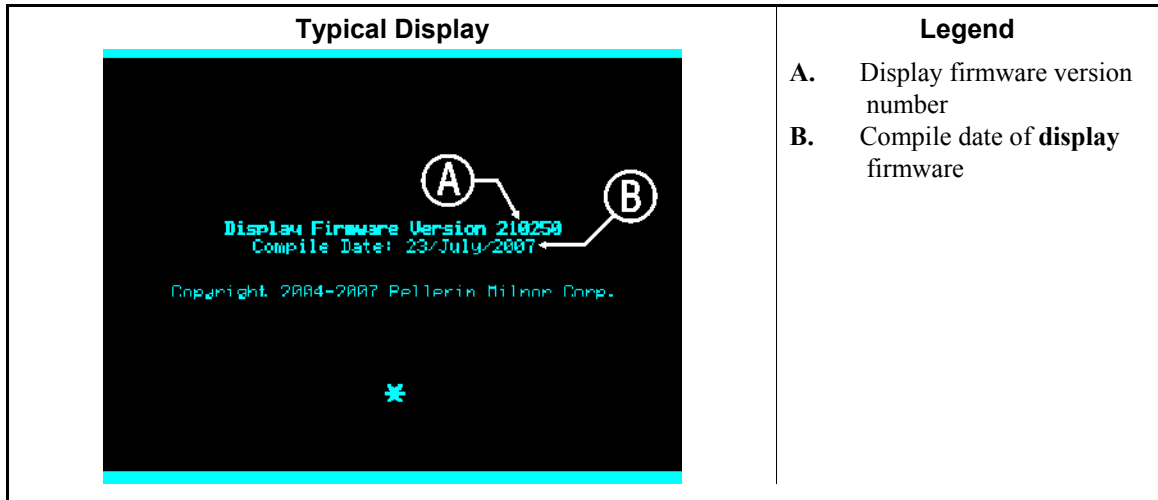 Typical Display
Legend
A. Display firmware version
number
B. Compile date of display
firmware
A
B
Display Firmware Version 210250
Compile Date: 23/July/2007
Copyright 2004-2007 Pellerin Milnor Corp.
*